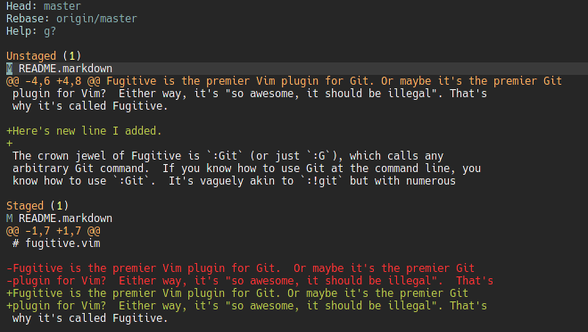 Head: master
Rebase: origin/master
Help: g?

Unstaged (1)
M README.markdown
@@ -4,6 +4,8 @@ Fugitive is the premier Vim plugin for Git. Or maybe it's the premier Git
 plugin for Vim?  Either way, it's "so awesome, it should be illegal". That's
 why it's called Fugitive.

+Here's new line I added.
+
 The crown jewel of Fugitive is `:Git` (or just `:G`), which calls any
 arbitrary Git command.  If you know how to use Git at the command line, you
 know how to use `:Git`.  It's vaguely akin to `:!git` but with numerous

Staged (1)
M README.markdown
@@ -1,7 +1,7 @@
 # fugitive.vim

-Fugitive is the premier Vim plugin for Git.  Or maybe it's the premier Git
-plugin for Vim?  Either way, it's "so awesome, it should be illegal".  That's
+Fugitive is the premier Vim plugin for Git. Or maybe it's the premier Git
+plugin for Vim?  Either way, it's "so awesome, it should be illegal". That's
 why it's called Fugitive.